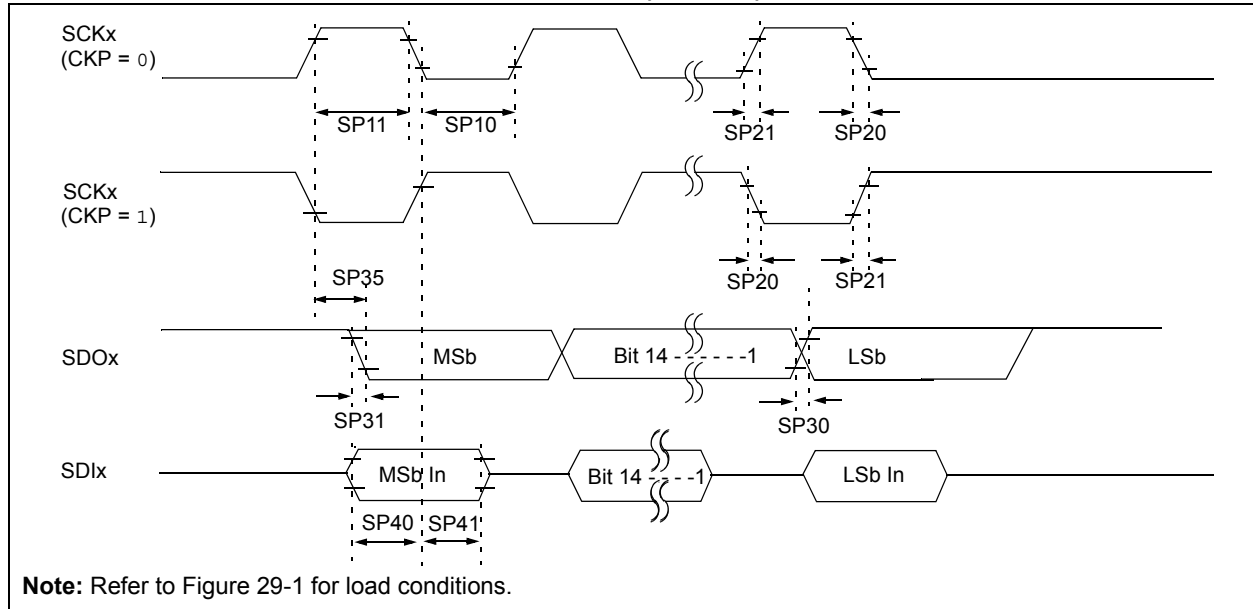 SCKx
(CKP = 0)
SP11
SP10
SP21
SP20
SCKx
(CKP = 1)
SP35
SP20
SP21
SDOx
MSb
Bit 14 - - - - - -1
LSb
SP31
SP30
SDIx
MSb In
Bit 14 - - - -1
LSb In
SP40
SP41
Note: Refer to Figure 29-1 for load conditions.